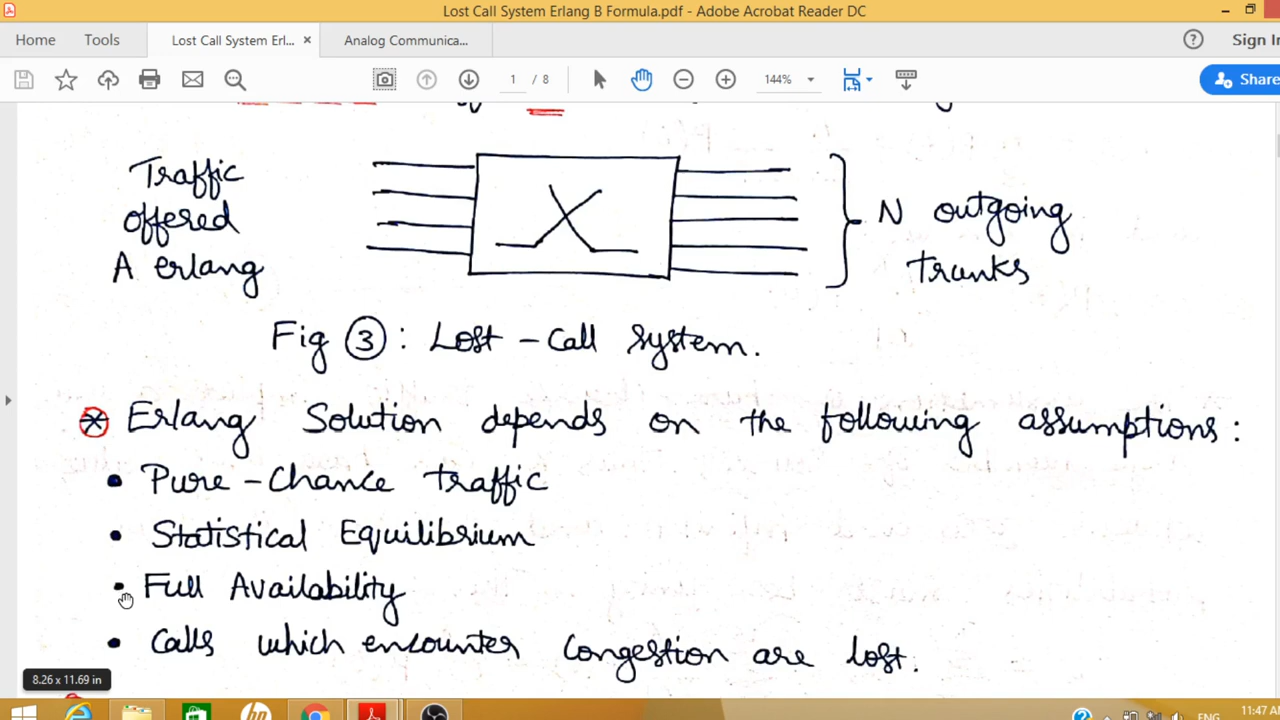 Lost Call System Erlang B Formula.pdf - Adobe Acrobat Reader DC
Home Tools Lost Call System Erl... × Analog Communica... ? Sign In
1 / 8 144% Share
Traffic
offered
A erlang
N outgoing
trunks
Fig ③ : Lost-Call system.
Erlang Solution depends on the following assumptions :
• Pure-Chance traffic
• Statistical Equilibrium
• Full Availability
• Calls which encounter congestion are lost.
8.26 x 11.69 in
hp ? ENG 11:47